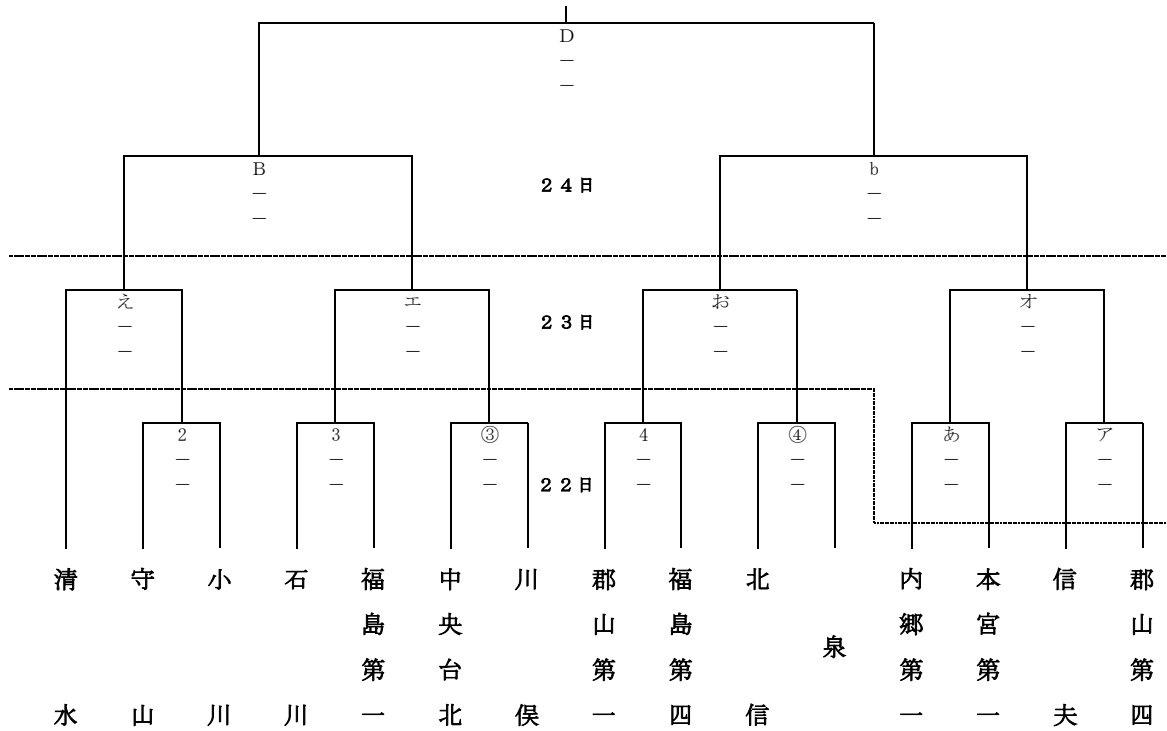 D
－
－
B
－
－
２４日
b
－
－
え
－
－
エ
－
－
２３日
お
－
－
オ
－
－
2
－
－
3
－
－
③
－
－
２２日
4
－
－
④
－
－
あ
－
－
ア
－
－
清水
守山
小川
石川
福島第一
中央台北
川俣
郡山第一
福島第四
北信
泉
内郷第一
本宮第一
信夫
郡山第四